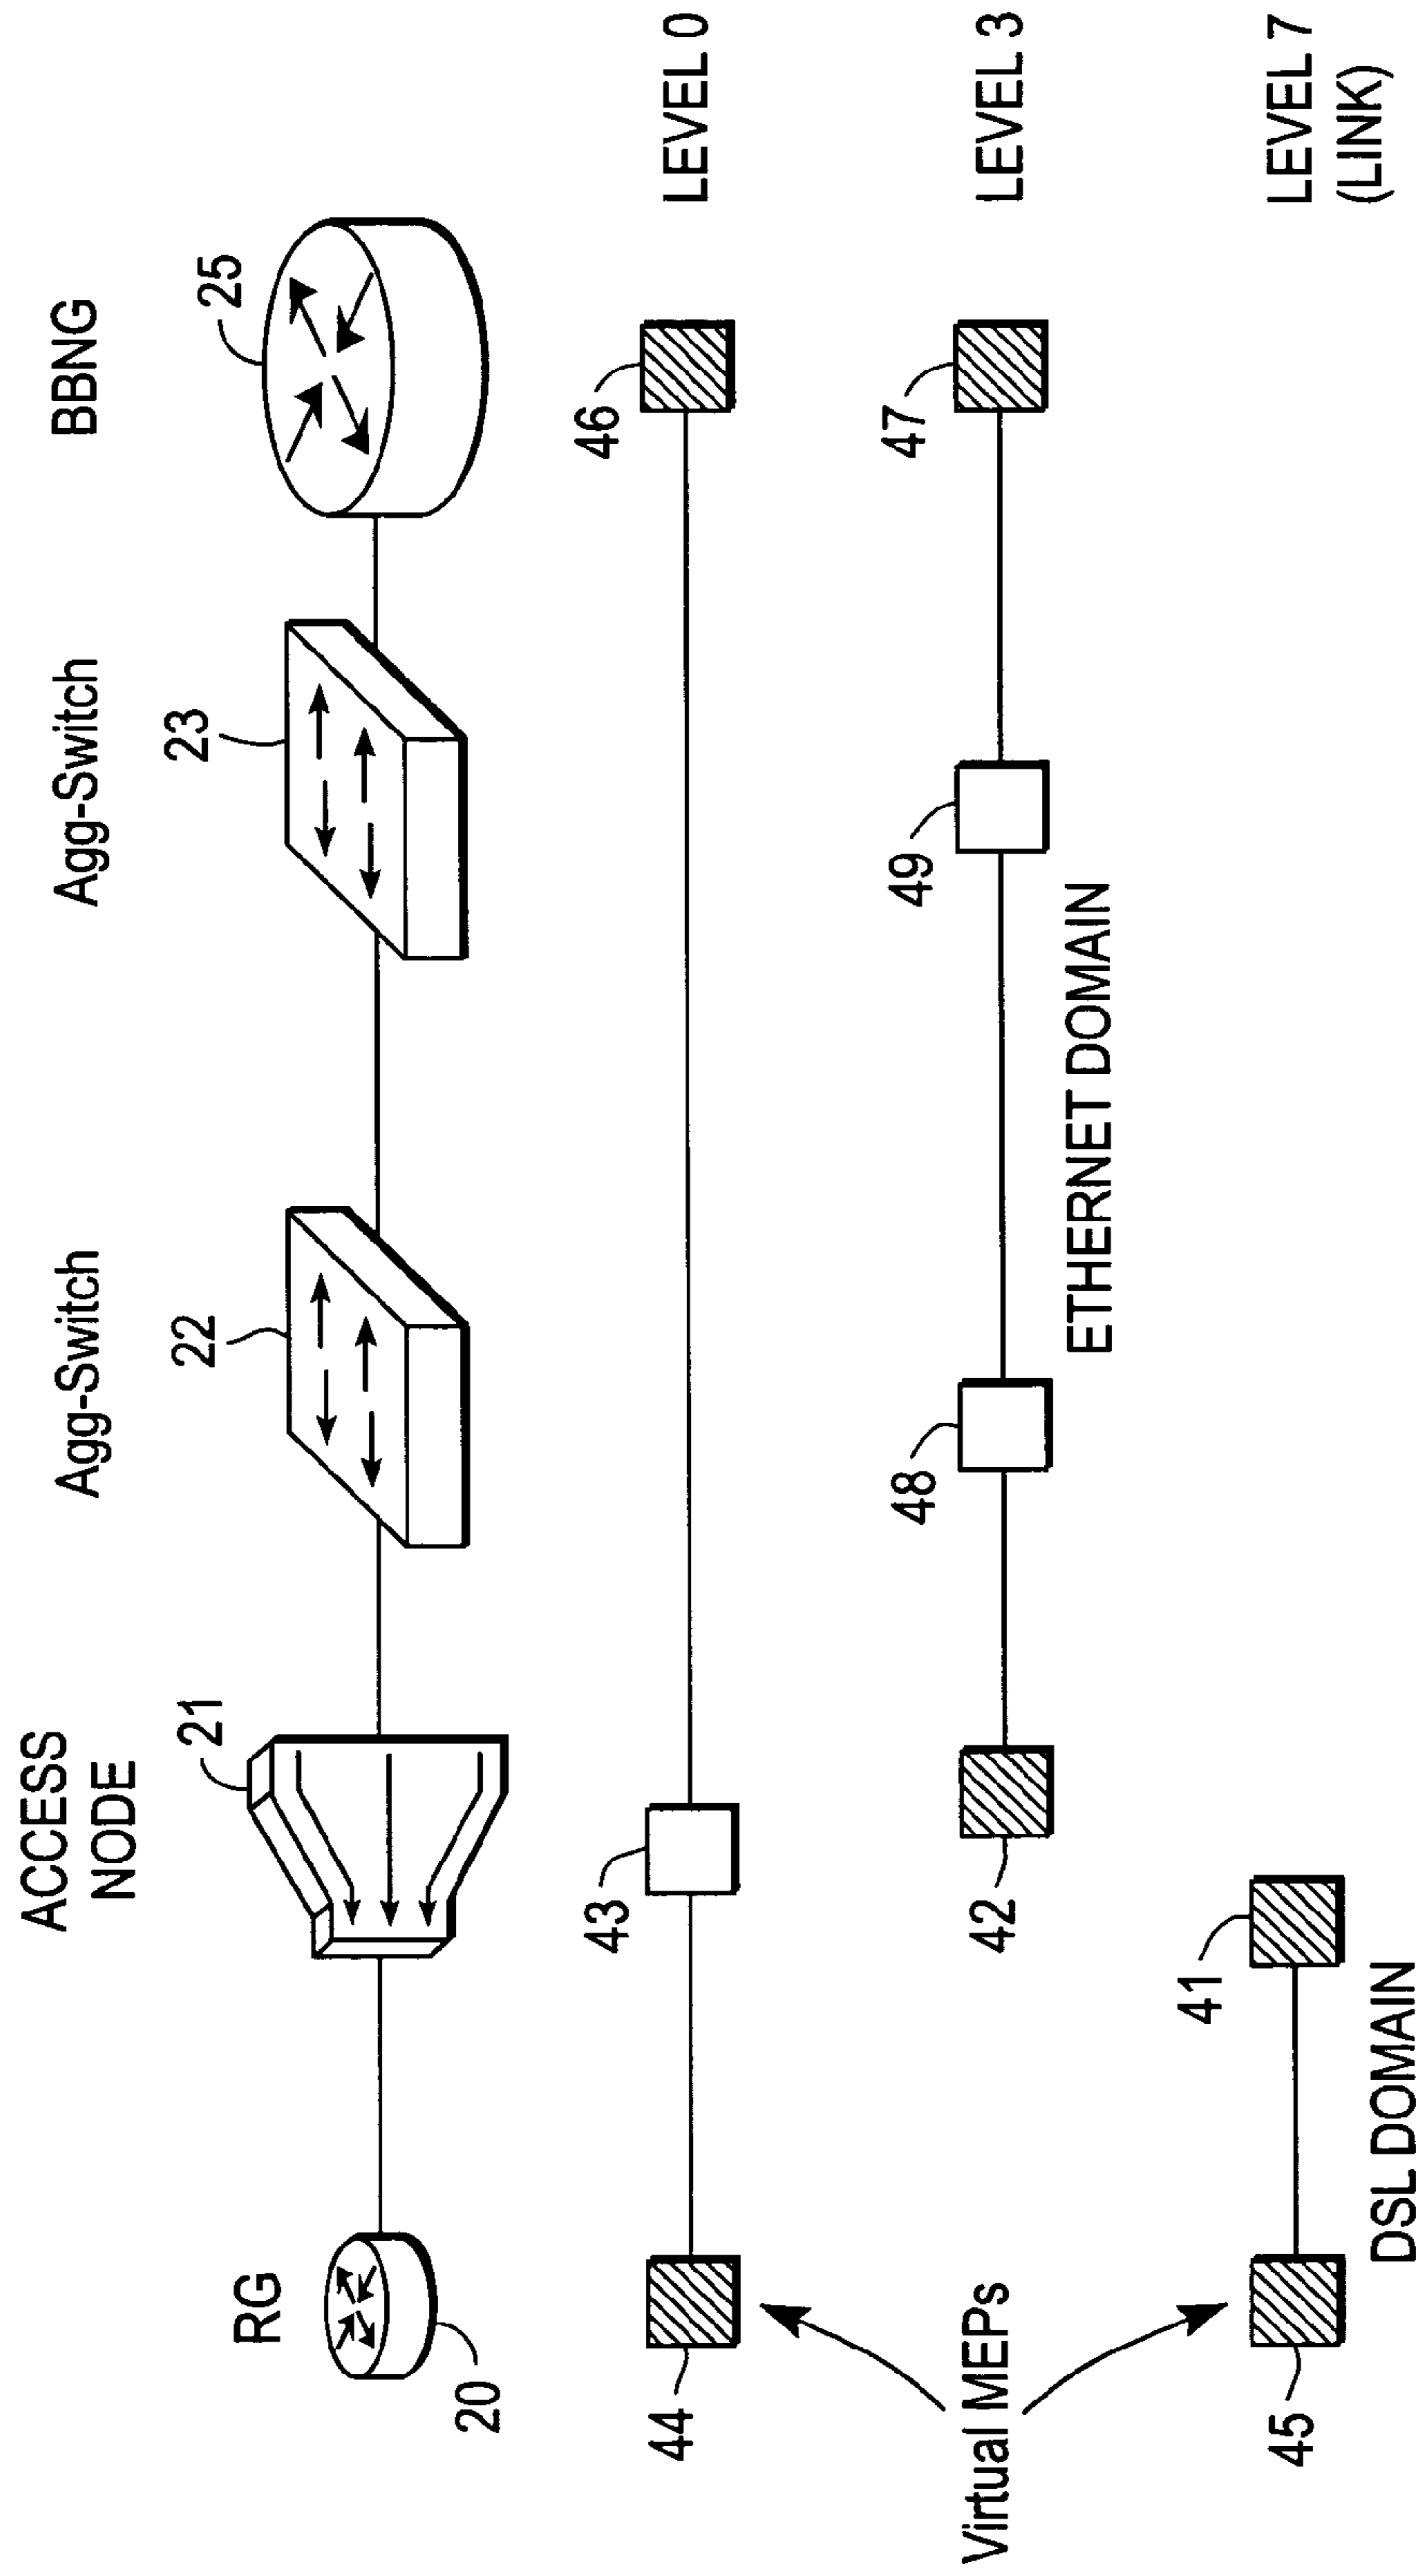 RG
ACCESS
NODE
Agg-Switch
Agg-Switch
BBNG
20
21
22
23
25
44
43
46
LEVEL 0
Virtual MEPs
42
48
49
47
LEVEL 3
ETHERNET DOMAIN
45
41
LEVEL 7
(LINK)
DSL DOMAIN